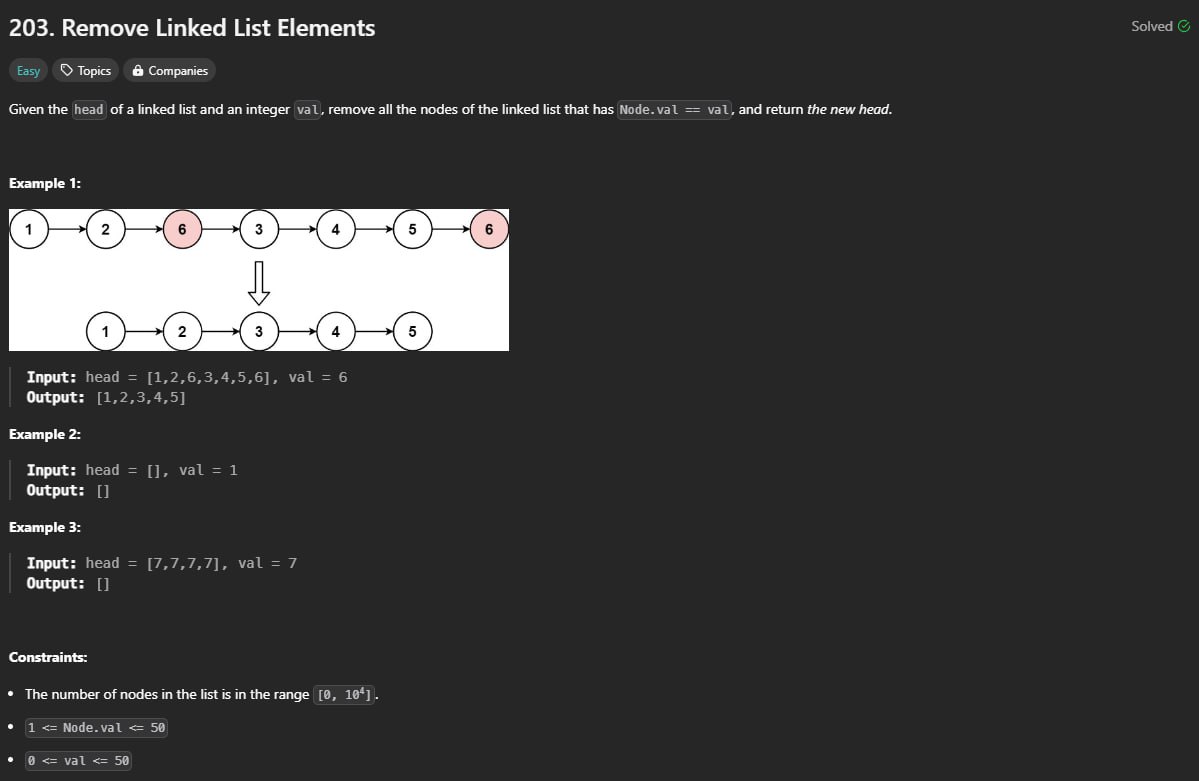 203. Remove Linked List Elements
Solved
Easy Topics Companies
Given the head of a linked list and an integer val, remove all the nodes of the linked list that has Node.val == val, and return the new head.
Example 1:
1 2 6 3 4 5 6
1 2 3 4 5
Input: head = [1,2,6,3,4,5,6], val = 6
Output: [1,2,3,4,5]
Example 2:
Input: head = [], val = 1
Output: []
Example 3:
Input: head = [7,7,7,7], val = 7
Output: []
Constraints:
• The number of nodes in the list is in the range [0, 10⁴].
• 1 <= Node.val <= 50
• 0 <= val <= 50